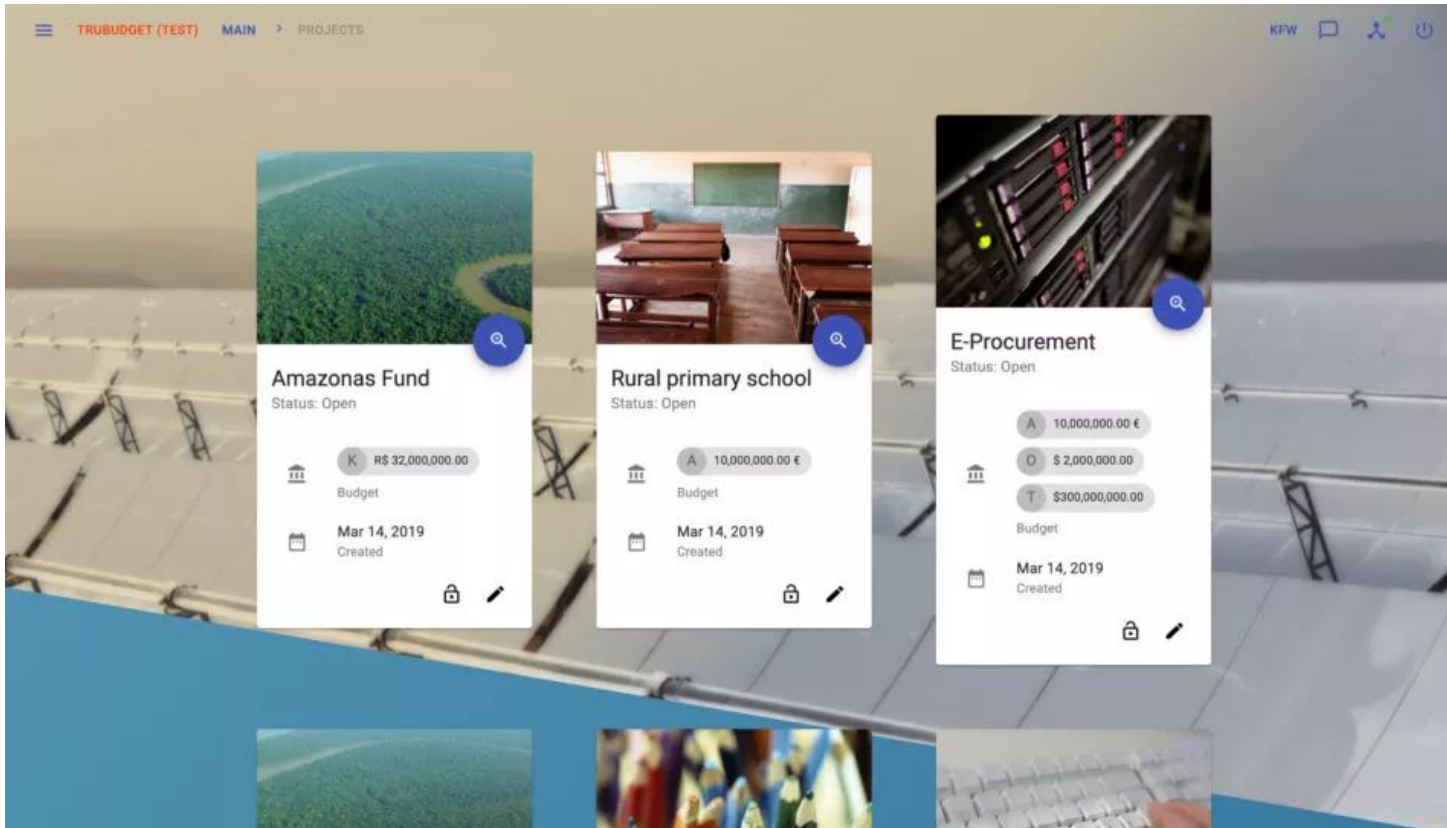 TRUBUDGET (TEST) MAIN > PROJECTS KFW
Amazonas Fund
Status: Open
K R$ 32,000,000.00
Budget
Mar 14, 2019
Created
Rural primary school
Status: Open
A 10,000,000.00 €
Budget
Mar 14, 2019
Created
E-Procurement
Status: Open
A 10,000,000.00 €
O $ 2,000,000.00
T $300,000,000.00
Budget
Mar 14, 2019
Created